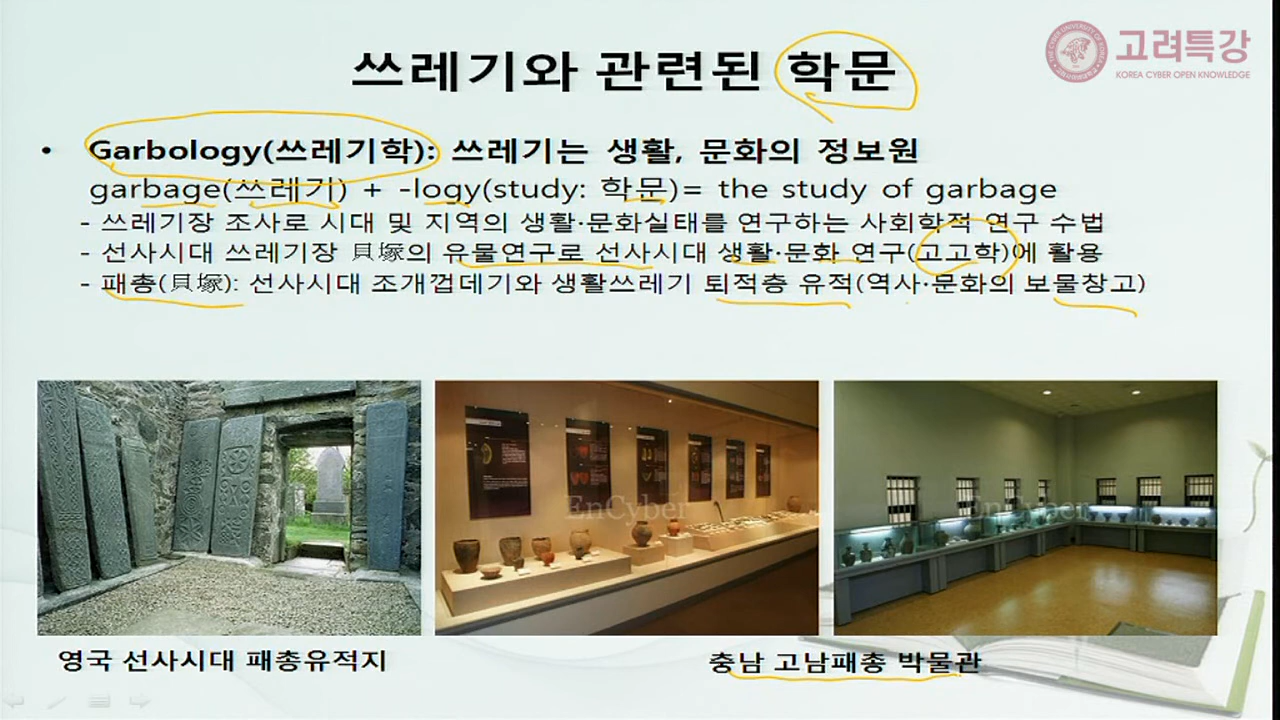 고려특강
KOREA CYBER OPEN KNOWLEDGE
쓰레기와 관련된 학문
• Garbology(쓰레기학): 쓰레기는 생활, 문화의 정보원
garbage(쓰레기) + -logy(study: 학문)= the study of garbage
- 쓰레기장 조사로 시대 및 지역의 생활·문화실태를 연구하는 사회학적 연구 수법
- 선사시대 쓰레기장 貝塚의 유물연구로 선사시대 생활·문화 연구(고고학)에 활용
- 패총(貝塚): 선사시대 조개껍데기와 생활쓰레기 퇴적층 유적(역사·문화의 보물창고)
EnCyber
EnCyber
영국 선사시대 패총유적지
충남 고남패총 박물관